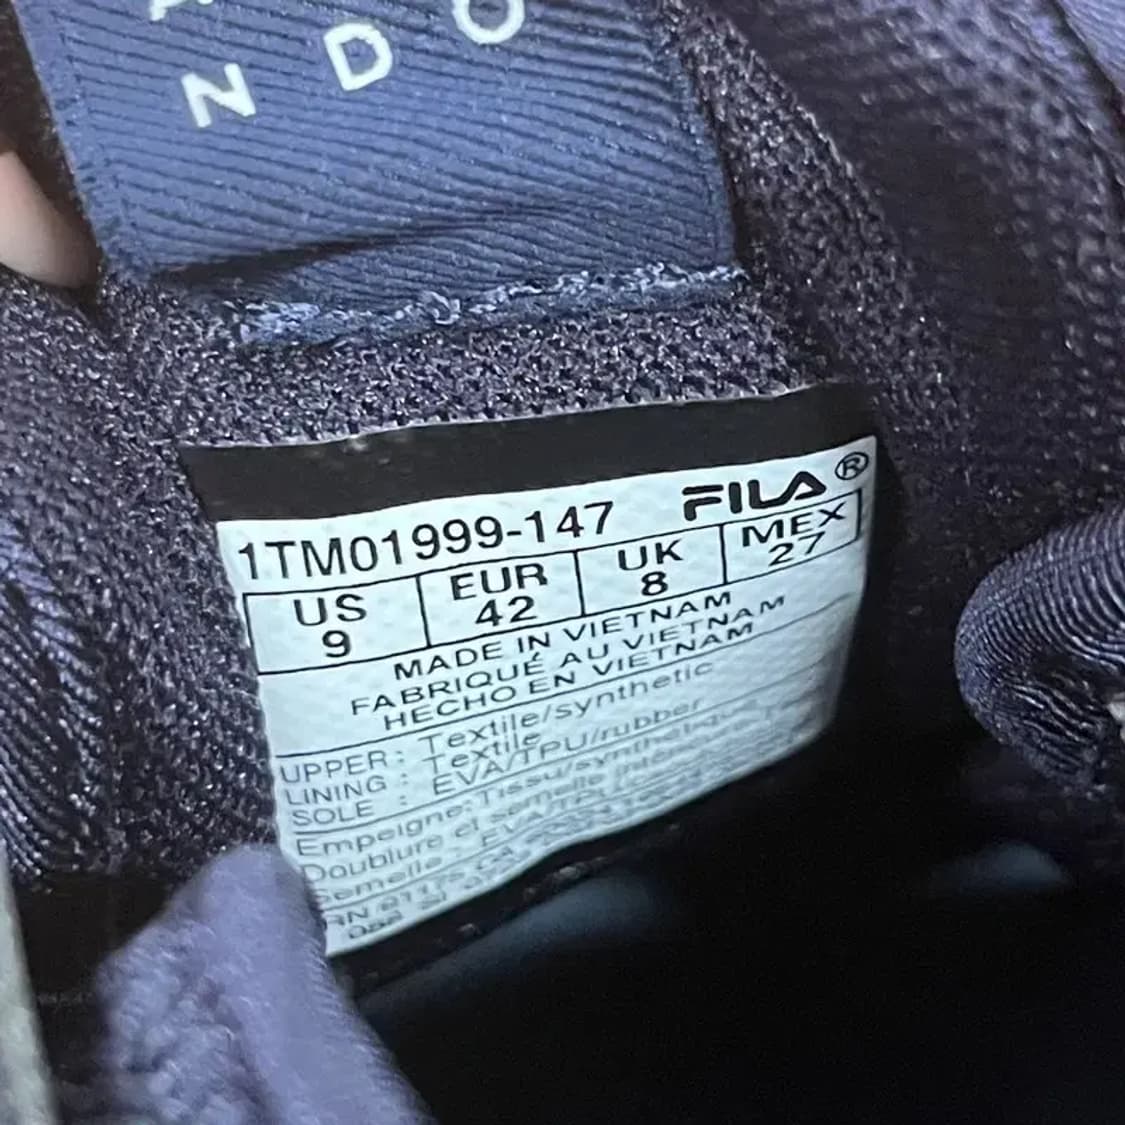 N D O
1TM01999-147 FILA®
US EUR UK MEX
9 42 8 27
MADE IN VIETNAM
FABRIQUÉ AU VIETNAM
HECHO EN VIETNAM
UPPER : Textile/synthetic
LINING : Textile
SOLE : EVA/TPU/rubber
Empeigne: Tissu/synthétique
Doublure et semelle
Semelle : EVA/TPU
RN